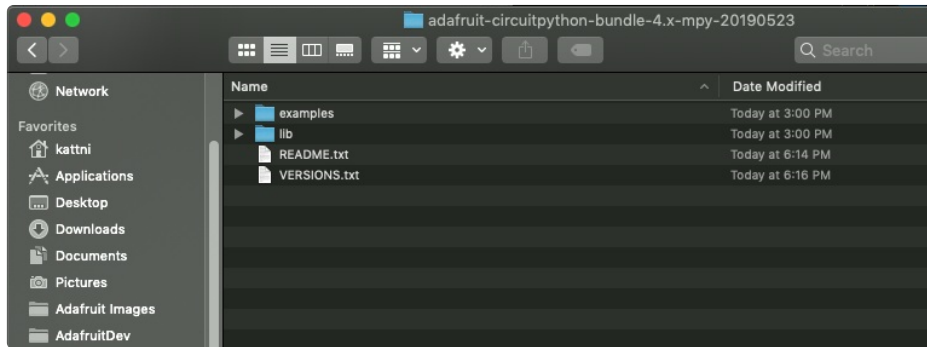 adafruit-circuitpython-bundle-4.x-mpy-20190523
Search
Network
Favorites
kattni
Applications
Desktop
Downloads
Documents
Pictures
Adafruit Images
AdafruitDev
Name Date Modified
examples Today at 3:00 PM
lib Today at 3:00 PM
README.txt Today at 6:14 PM
VERSIONS.txt Today at 6:16 PM